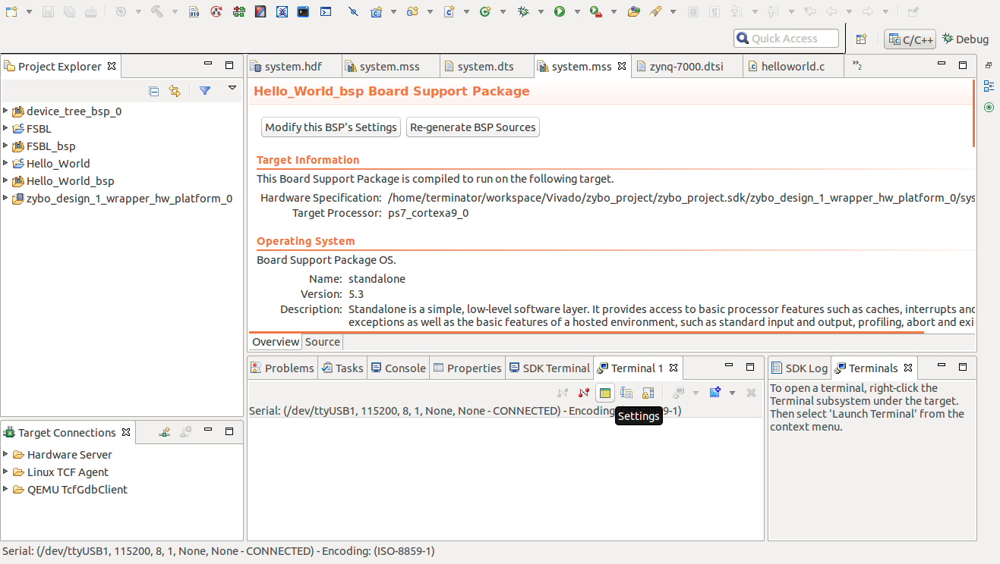 Quick Access
C/C++
Debug
Project Explorer
device_tree_bsp_0
FSBL
FSBL_bsp
Hello_World
Hello_World_bsp
zybo_design_1_wrapper_hw_platform_0
system.hdf
system.mss
system.dts
system.mss
zynq-7000.dtsi
helloworld.c
»2
Hello_World_bsp Board Support Package
Modify this BSP's Settings
Re-generate BSP Sources
Target Information
This Board Support Package is compiled to run on the following target.
Hardware Specification: /home/terminator/workspace/Vivado/zybo_project/zybo_project.sdk/zybo_design_1_wrapper_hw_platform_0/sys
Target Processor: ps7_cortexa9_0
Operating System
Board Support Package OS.
Name: standalone
Version: 5.3
Description: Standalone is a simple, low-level software layer. It provides access to basic processor features such as caches, interrupts and
exceptions as well as the basic features of a hosted environment, such as standard input and output, profiling, abort and exi
Overview
Source
Target Connections
Hardware Server
Linux TCF Agent
QEMU TcfGdbClient
Problems
Tasks
Console
Properties
SDK Terminal
Terminal 1
Serial: (/dev/ttyUSB1, 115200, 8, 1, None, None - CONNECTED) - Encoding 9-1)
Settings
SDK Log
Terminals
To open a terminal, right-click the
Terminal subsystem under the target.
Then select 'Launch Terminal' from the
context menu.
Serial: (/dev/ttyUSB1, 115200, 8, 1, None, None - CONNECTED) - Encoding: (ISO-8859-1)